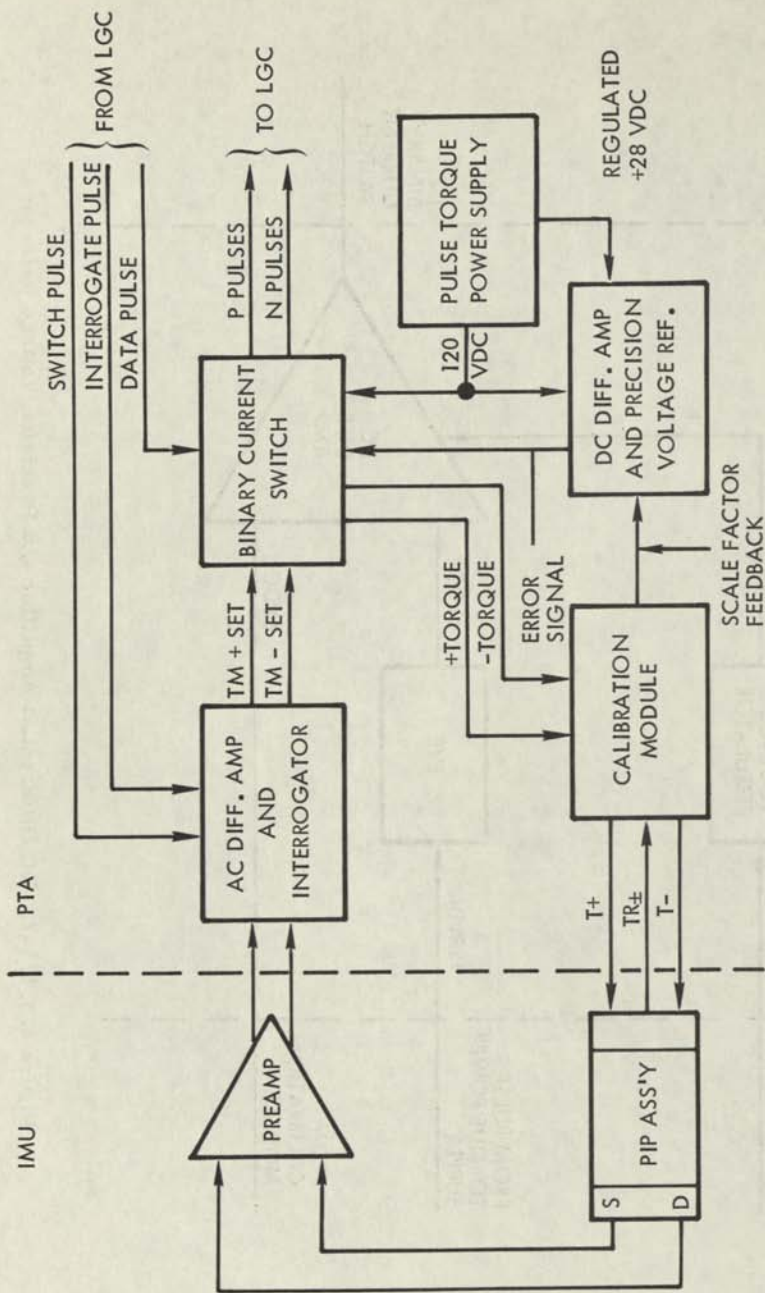 IMU
PTA
SWITCH PULSE
INTERROGATE PULSE
DATA PULSE
FROM LGC
PREAMP
AC DIFF. AMP
AND
INTERROGATOR
TM + SET
TM - SET
BINARY CURRENT
SWITCH
P PULSES
N PULSES
TO LGC
+TORQUE
-TORQUE
ERROR
SIGNAL
120
VDC
PULSE TORQUE
POWER SUPPLY
PIP ASS'Y
S
D
T+
TR±
T-
CALIBRATION
MODULE
SCALE FACTOR
FEEDBACK
DC DIFF. AMP
AND PRECISION
VOLTAGE REF.
REGULATED
+28 VDC